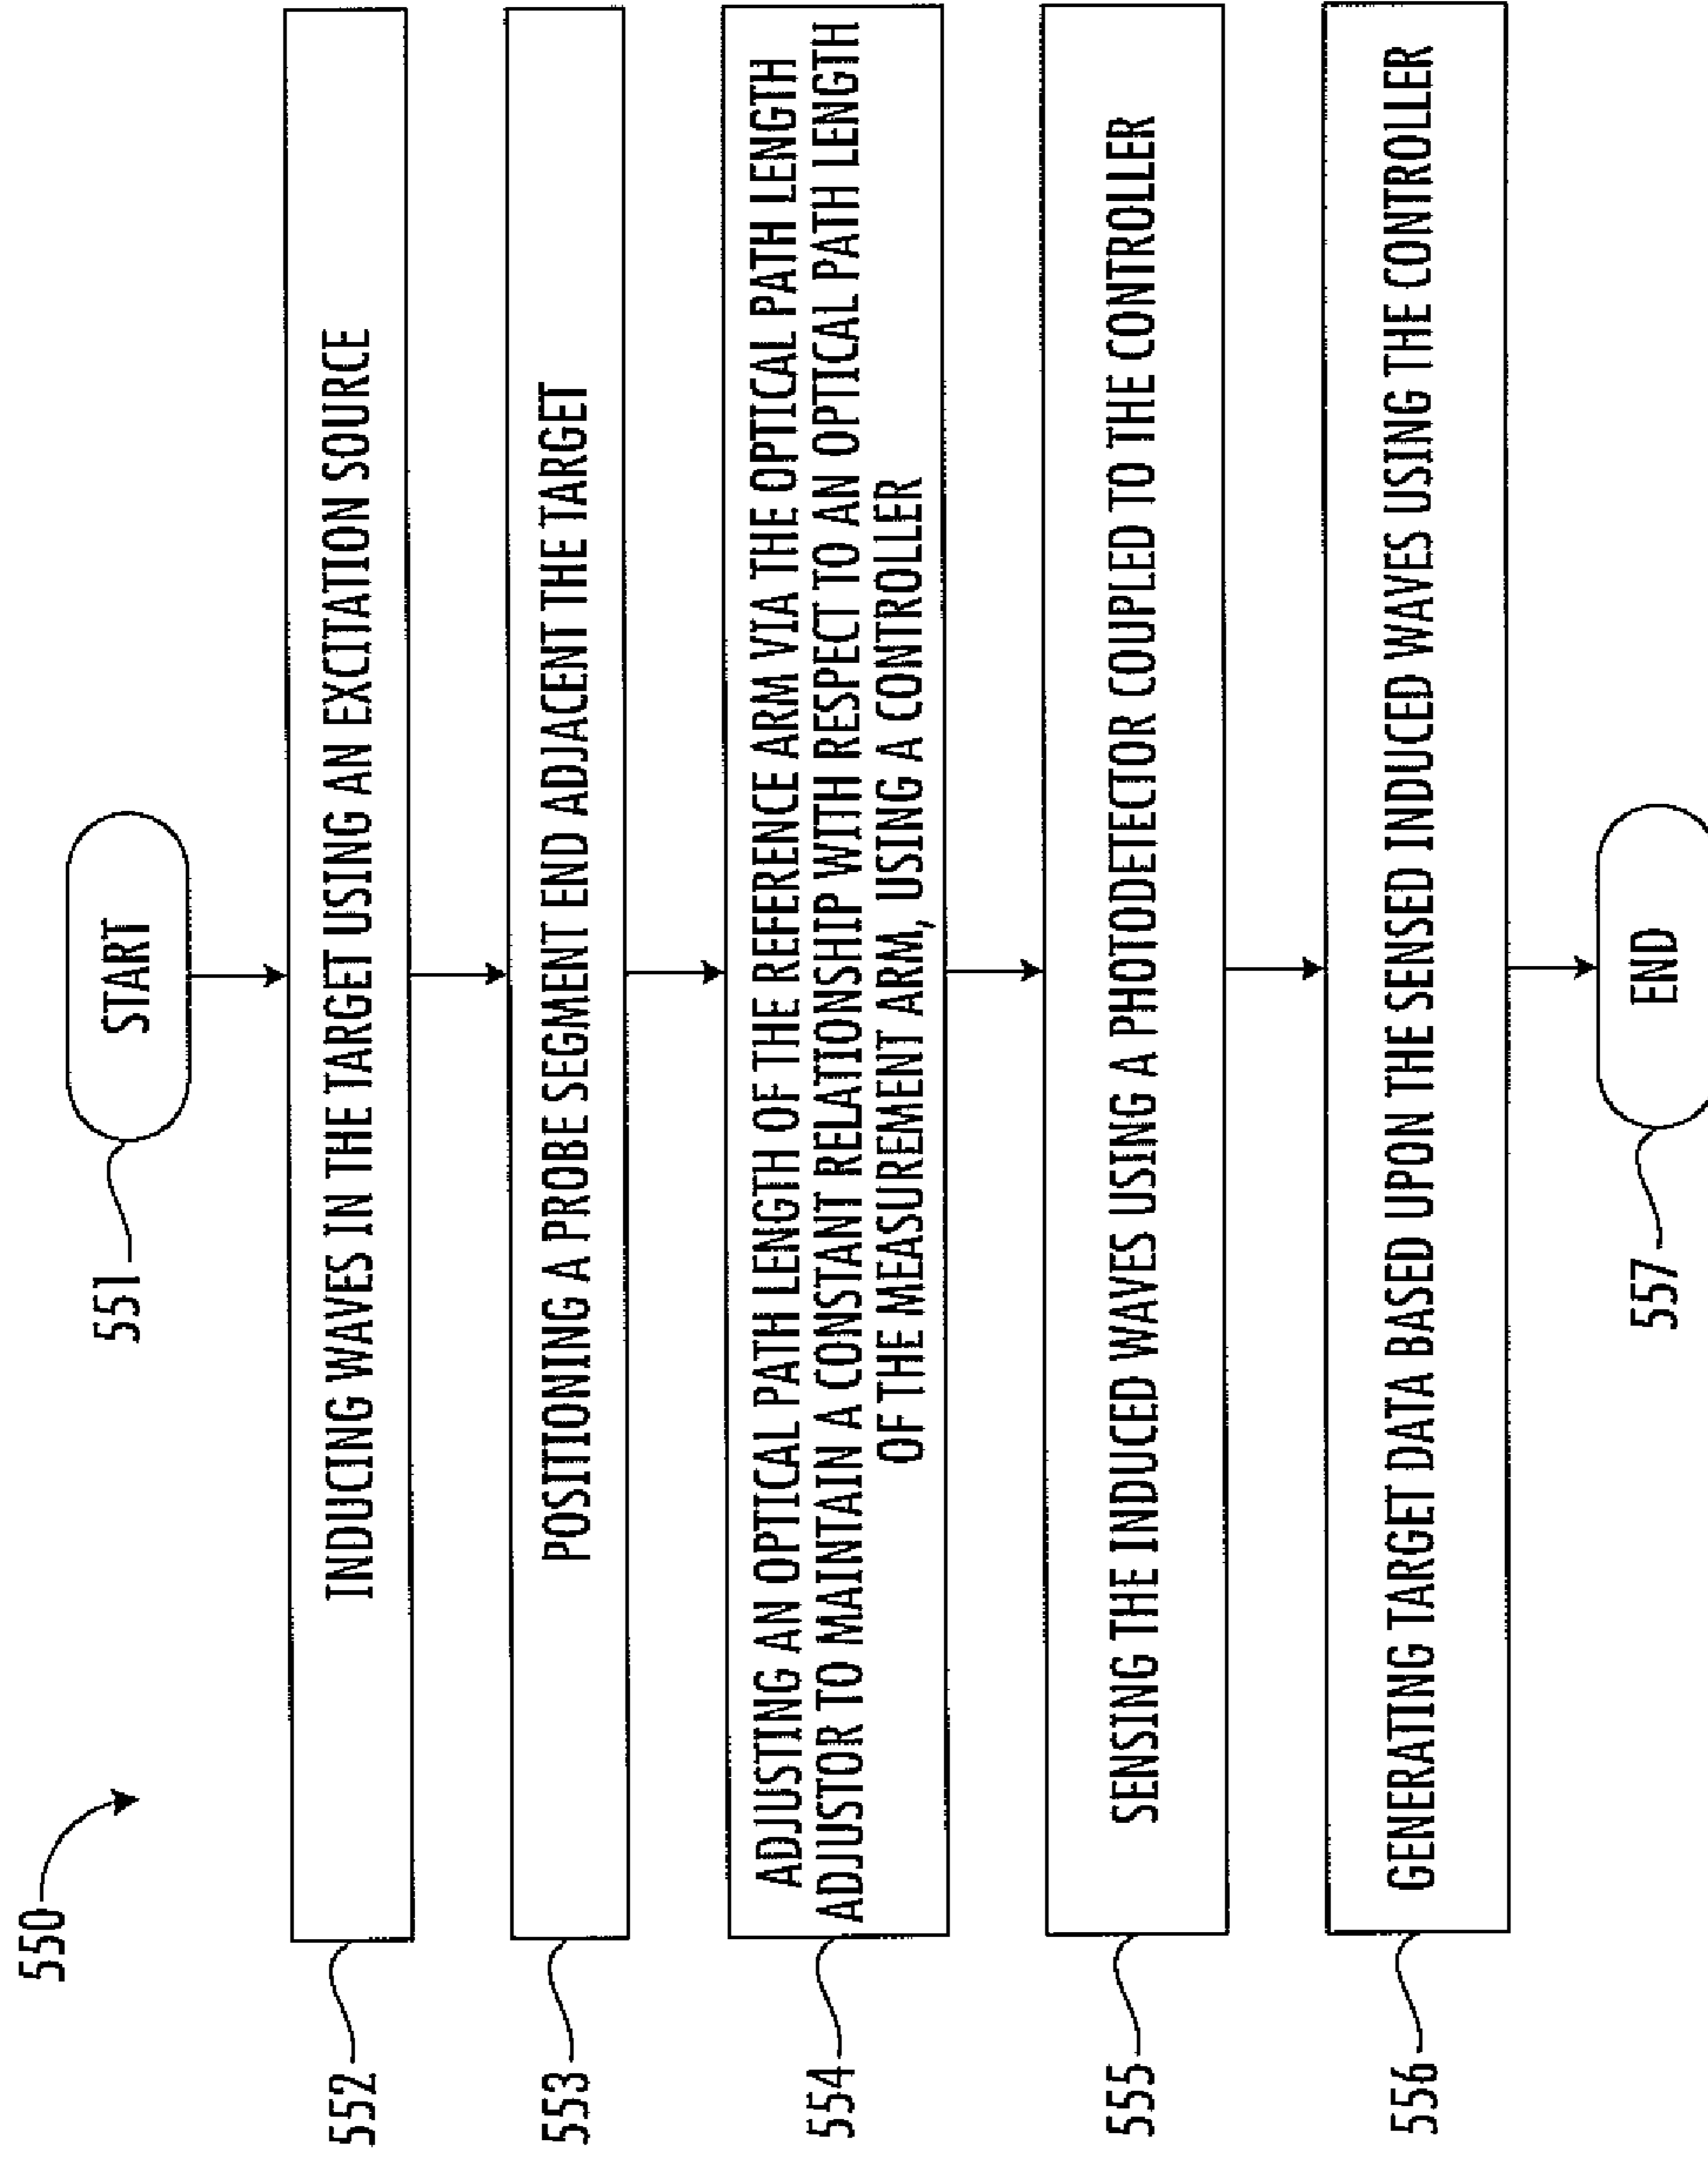 550
START
551
INDUCING WAVES IN THE TARGET USING AN EXCITATION SOURCE
552
POSITIONING A PROBE SEGMENT END ADJACENT THE TARGET
553
ADJUSTING AN OPTICAL PATH LENGTH OF THE REFERENCE ARM VIA THE OPTICAL PATH LENGTH
ADJUSTOR TO MAINTAIN A CONSTANT RELATIONSHIP WITH RESPECT TO AN OPTICAL PATH LENGTH
OF THE MEASUREMENT ARM, USING A CONTROLLER
554
SENSING THE INDUCED WAVES USING A PHOTODETECTOR COUPLED TO THE CONTROLLER
555
GENERATING TARGET DATA BASED UPON THE SENSED INDUCED WAVES USING THE CONTROLLER
556
END
557